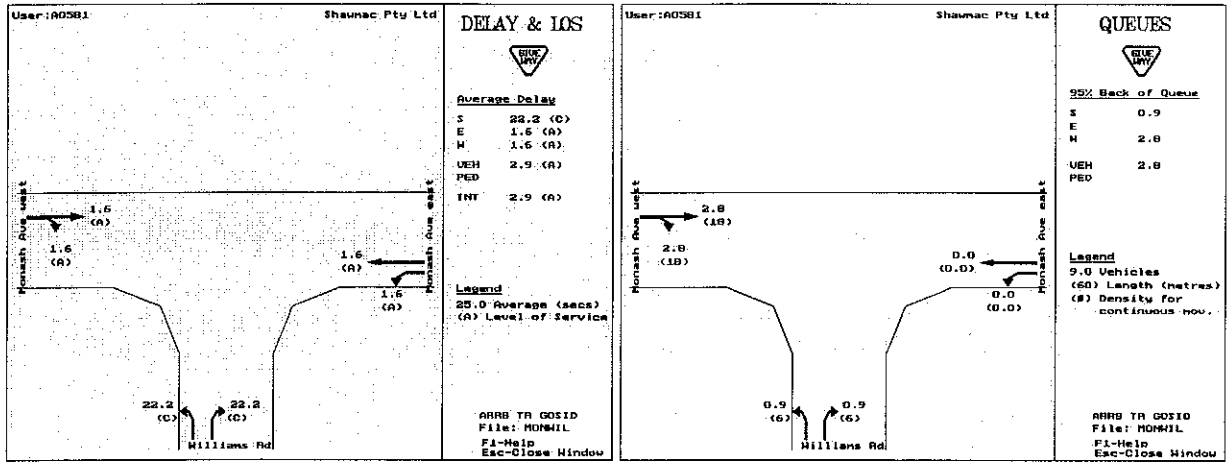 User:A0581
Shawmac Pty Ltd
DELAY & LOS
GIVE WAY
Average Delay
S 22.2 (C)
E 1.6 (A)
W 1.6 (A)
VEH 2.9 (A)
PED
INT 2.9 (A)
Monash Ave west
1.6
(A)
1.6
(A)
Monash Ave east
1.6
(A)
1.6
(A)
Legend
25.0 Average (secs)
(A) Level of Service
22.2
(C)
22.2
(C)
Williams Rd
ARRB TR GOSID
File: MONWIL
F1-Help
Esc-Close Window
User:A0581
Shawmac Pty Ltd
QUEUES
GIVE WAY
95% Back of Queue
S 0.9
E
W 2.8
VEH 2.8
PED
Monash Ave west
2.8
(18)
2.8
(18)
Monash Ave east
0.0
(0.0)
0.0
(0.0)
Legend
9.0 Vehicles
(60) Length (metres)
(#) Density for
continuous mov.
0.9
(6)
0.9
(6)
Williams Rd
ARRB TR GOSID
File: MONWIL
F1-Help
Esc-Close Window